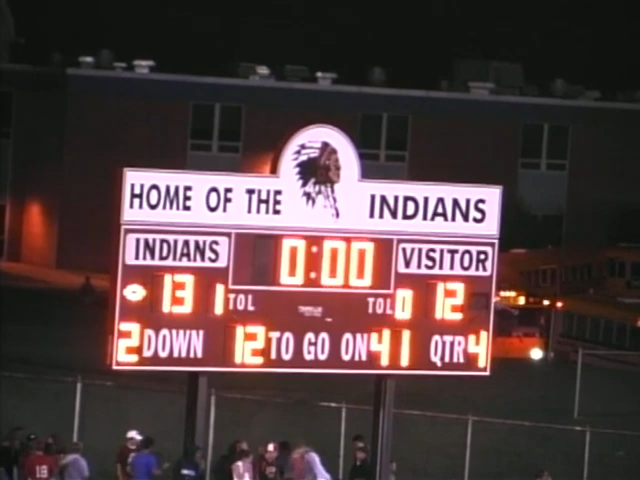 HOME OF THE INDIANS
INDIANS 0:00 VISITOR
13 1 TOL TOL 0 12
2 DOWN 12 TO GO ON 41 QTR 4
19